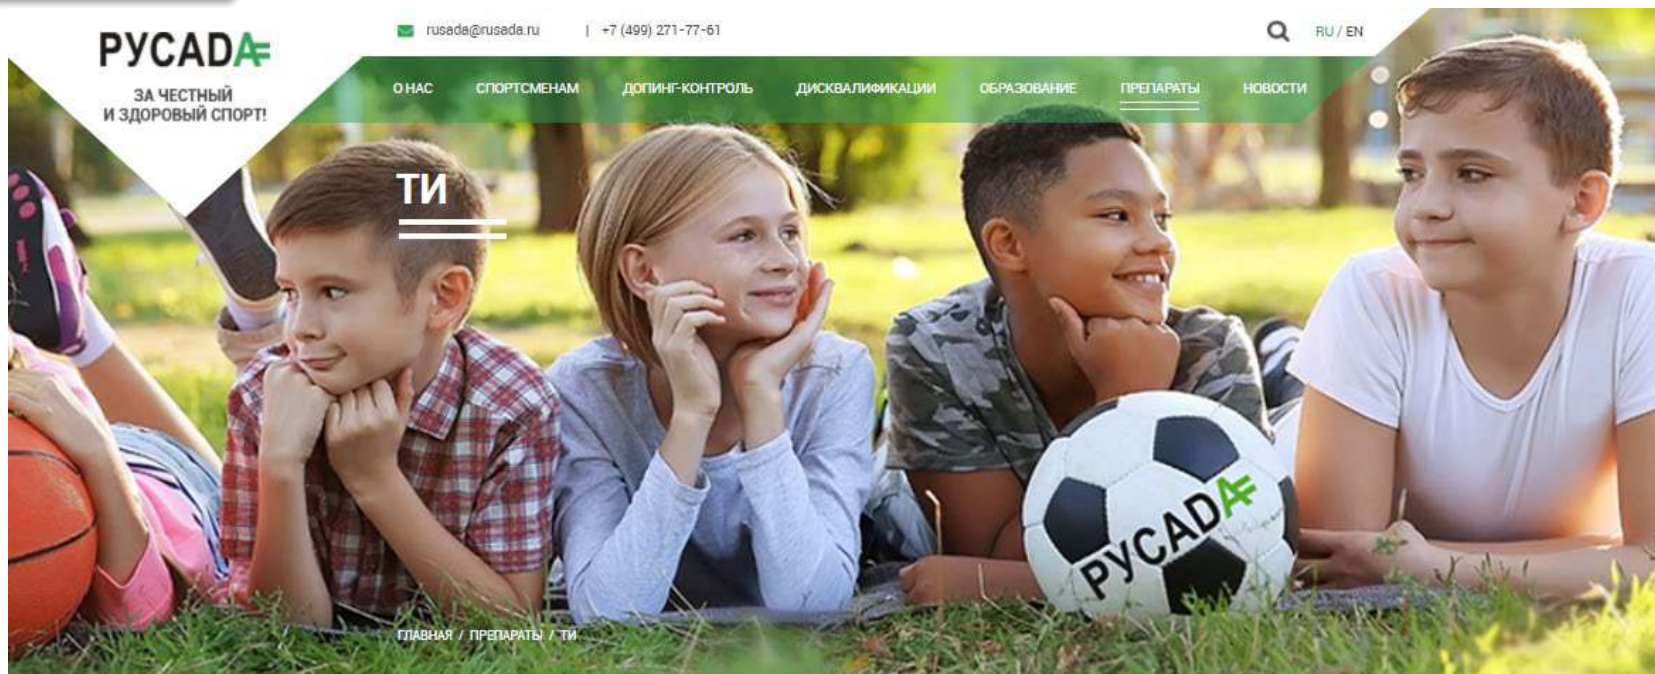 РУСАДА
ЗА ЧЕСТНЫЙ
И ЗДОРОВЫЙ СПОРТ!
rusada@rusada.ru | +7 (499) 271-77-61
RU / EN
О НАС СПОРТСМЕНАМ ДОПИНГ-КОНТРОЛЬ ДИСКВАЛИФИКАЦИИ ОБРАЗОВАНИЕ ПРЕПАРАТЫ НОВОСТИ
ТИ
РУСАДА
ГЛАВНАЯ / ПРЕПАРАТЫ / ТИ